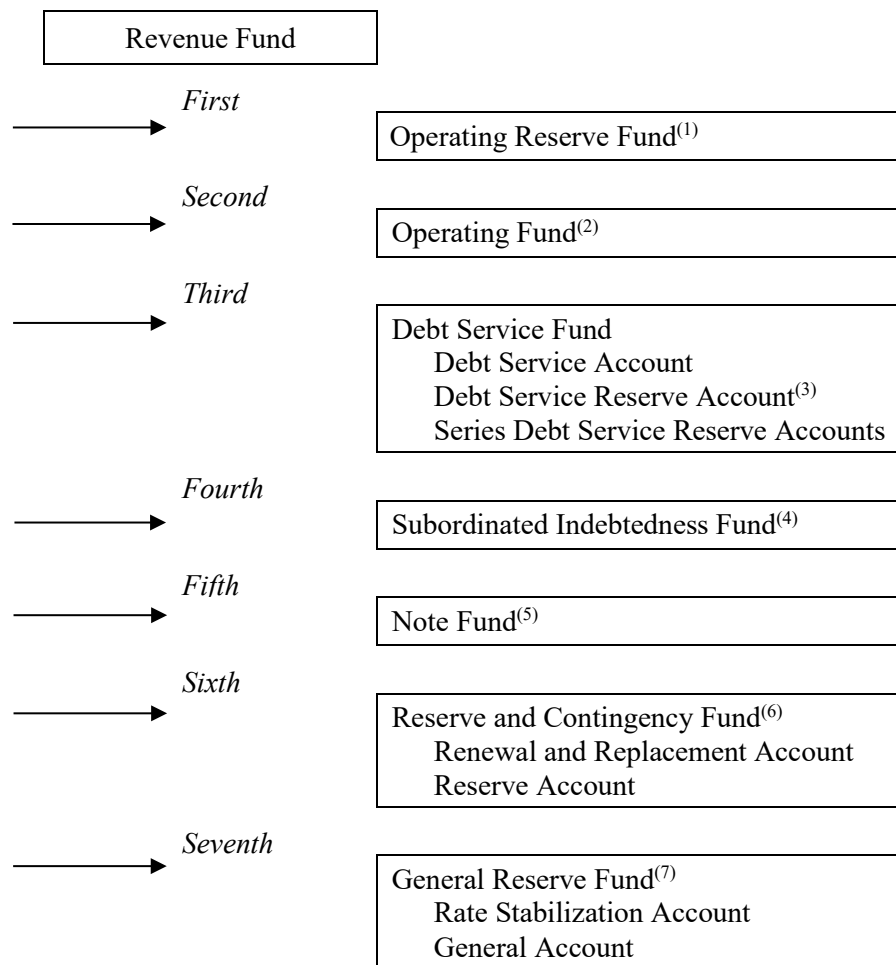 Revenue Fund
First
Operating Reserve Fund(1)
Second
Operating Fund(2)
Third
Debt Service Fund
Debt Service Account
Debt Service Reserve Account(3)
Series Debt Service Reserve Accounts
Fourth
Subordinated Indebtedness Fund(4)
Fifth
Note Fund(5)
Sixth
Reserve and Contingency Fund(6)
Renewal and Replacement Account
Reserve Account
Seventh
General Reserve Fund(7)
Rate Stabilization Account
General Account